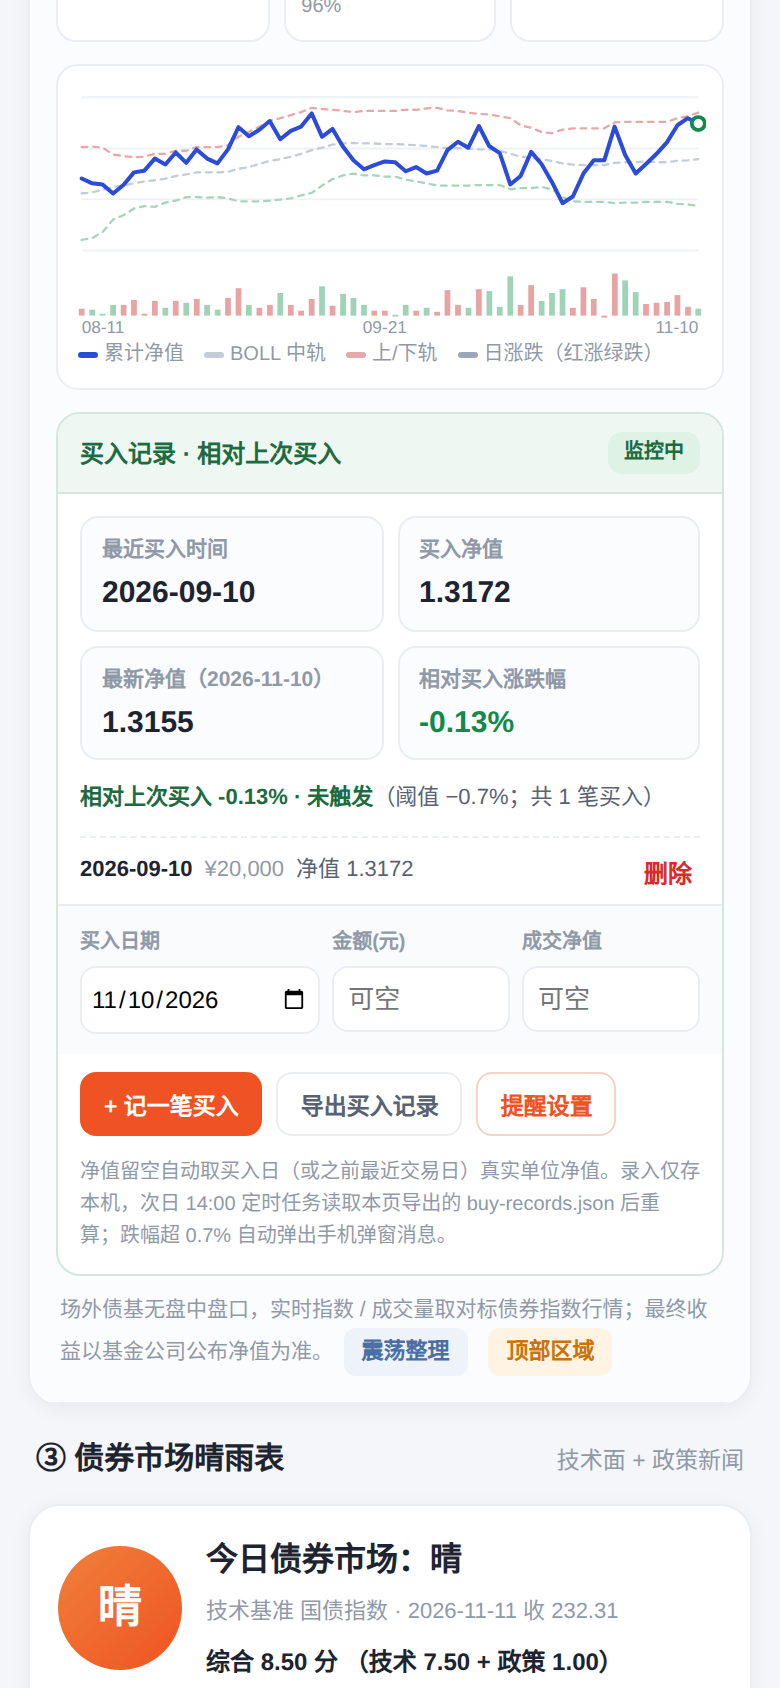 96%
08-11 09-21 11-10
累计净值 BOLL 中轨 上/下轨 日涨跌（红涨绿跌）
买入记录 · 相对上次买入 监控中
最近买入时间 买入净值
2026-09-10 1.3172
最新净值（2026-11-10） 相对买入涨跌幅
1.3155 -0.13%
相对上次买入 -0.13% · 未触发（阈值 −0.7%；共 1 笔买入）
2026-09-10 ¥20,000 净值 1.3172 删除
买入日期 金额(元) 成交净值
11/10/2026 可空 可空
+ 记一笔买入 导出买入记录 提醒设置
净值留空自动取买入日（或之前最近交易日）真实单位净值。录入仅存
本机，次日 14:00 定时任务读取本页导出的 buy-records.json 后重
算；跌幅超 0.7% 自动弹出手机弹窗消息。
场外债基无盘中盘口，实时指数 / 成交量取对标债券指数行情；最终收
益以基金公司公布净值为准。 震荡整理 顶部区域
③ 债券市场晴雨表 技术面 + 政策新闻
今日债券市场：晴
晴
技术基准 国债指数 · 2026-11-11 收 232.31
综合 8.50 分 （技术 7.50 + 政策 1.00）